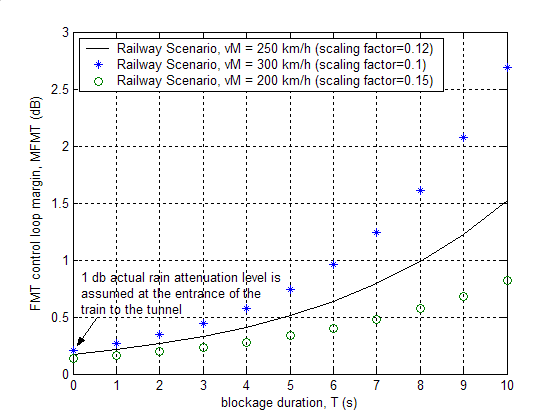 Railway Scenario, vM = 250 km/h (scaling factor=0.12)
Railway Scenario, vM = 300 km/h (scaling factor=0.1)
Railway Scenario, vM = 200 km/h (scaling factor=0.15)
3
2.5
2
1.5
1
0.5
0
FMT control loop margin, MFMT (dB)
1 db actual rain attenuation level is
assumed at the entrance of the
train to the tunnel
0 1 2 3 4 5 6 7 8 9 10
blockage duration, T (s)